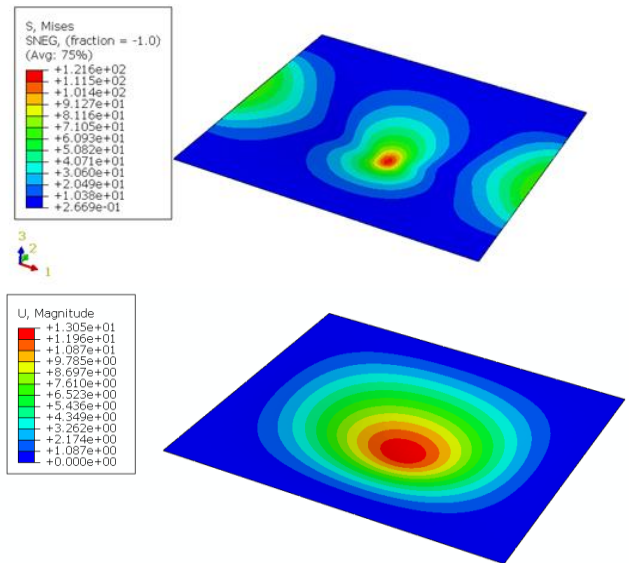 S, Mises
SNEG, (fraction = -1.0)
(Avg: 75%)
+1.216e+02
+1.115e+02
+1.014e+02
+9.127e+01
+8.116e+01
+7.105e+01
+6.093e+01
+5.082e+01
+4.071e+01
+3.060e+01
+2.049e+01
+1.038e+01
+2.669e-01
3
2
1
U, Magnitude
+1.305e+01
+1.196e+01
+1.087e+01
+9.785e+00
+8.697e+00
+7.610e+00
+6.523e+00
+5.436e+00
+4.349e+00
+3.262e+00
+2.174e+00
+1.087e+00
+0.000e+00